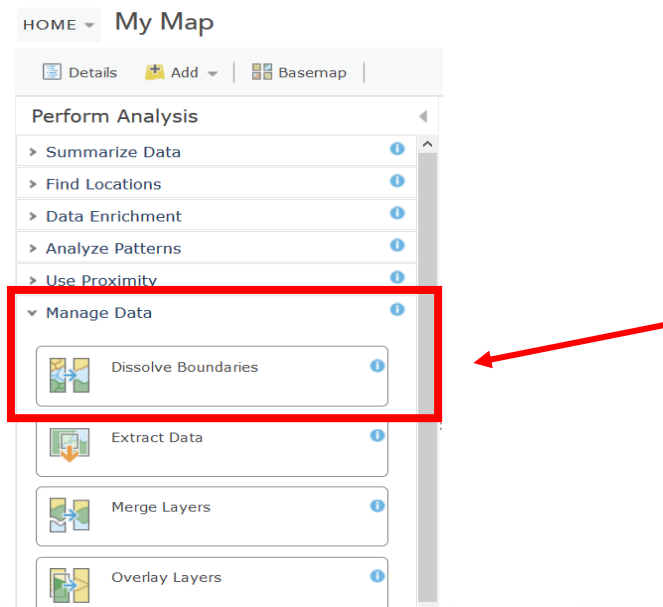 HOME My Map
Details Add Basemap
Perform Analysis
Summarize Data
Find Locations
Data Enrichment
Analyze Patterns
Use Proximity
Manage Data
Dissolve Boundaries
Extract Data
Merge Layers
Overlay Layers